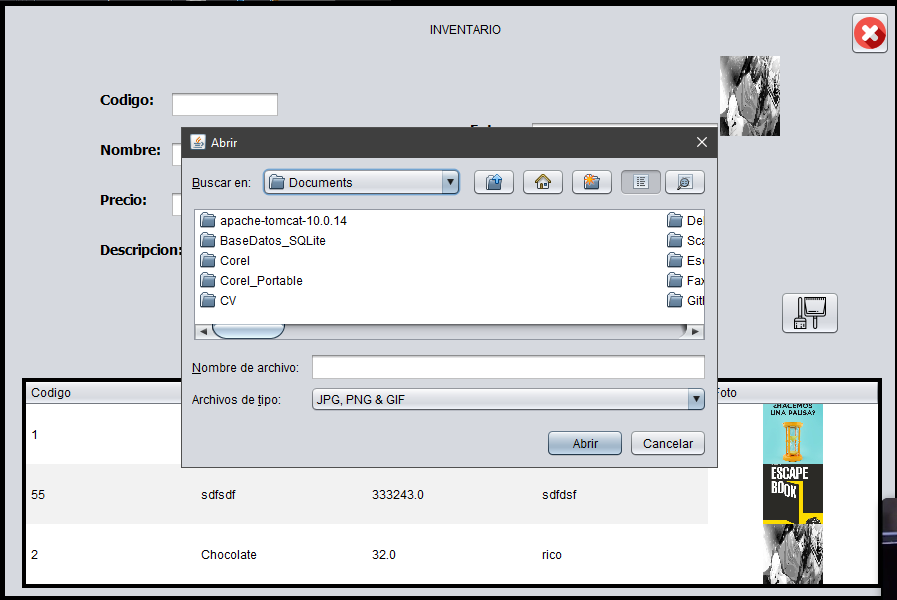 INVENTARIO
Codigo:
Nombre:
Precio:
Descripcion:
Abrir
Buscar en:
Documents
apache-tomcat-10.0.14
BaseDatos_SQLite
Corel
Corel_Portable
CV
De
Sca
Esc
Fax
Nombre de archivo:
Archivos de tipo:
JPG, PNG & GIF
Abrir
Cancelar
Codigo
Foto
1
¿HACEMOS
UNA PAUSA?
55 sdfsdf 333243.0 sdfdsf
ESCAPE
BOOK
2 Chocolate 32.0 rico